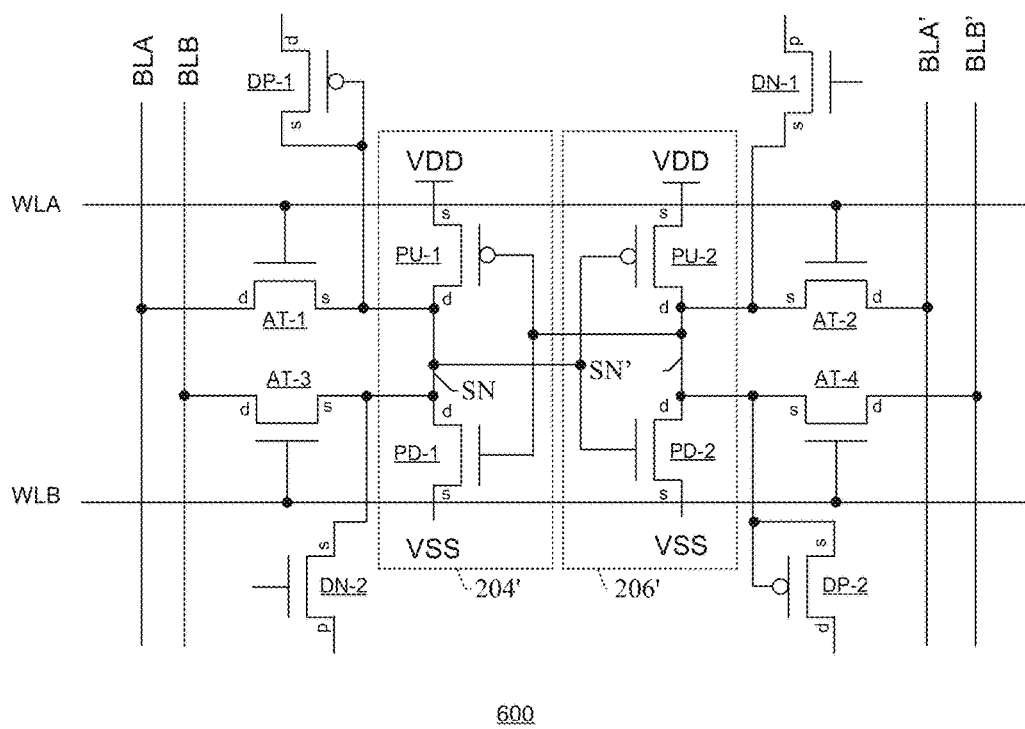 BLA
BLB
d
DP-1
s
p
DN-1
s
BLA'
BLB'
WLA
VDD
VDD
s
s
PU-1
PU-2
d
s
d
d
s
d
AT-1
AT-2
SN
SN'
AT-3
AT-4
d
s
d
d
s
d
PD-1
PD-2
WLB
s
s
VSS
VSS
s
DN-2
p
204'
206'
s
DP-2
d
600